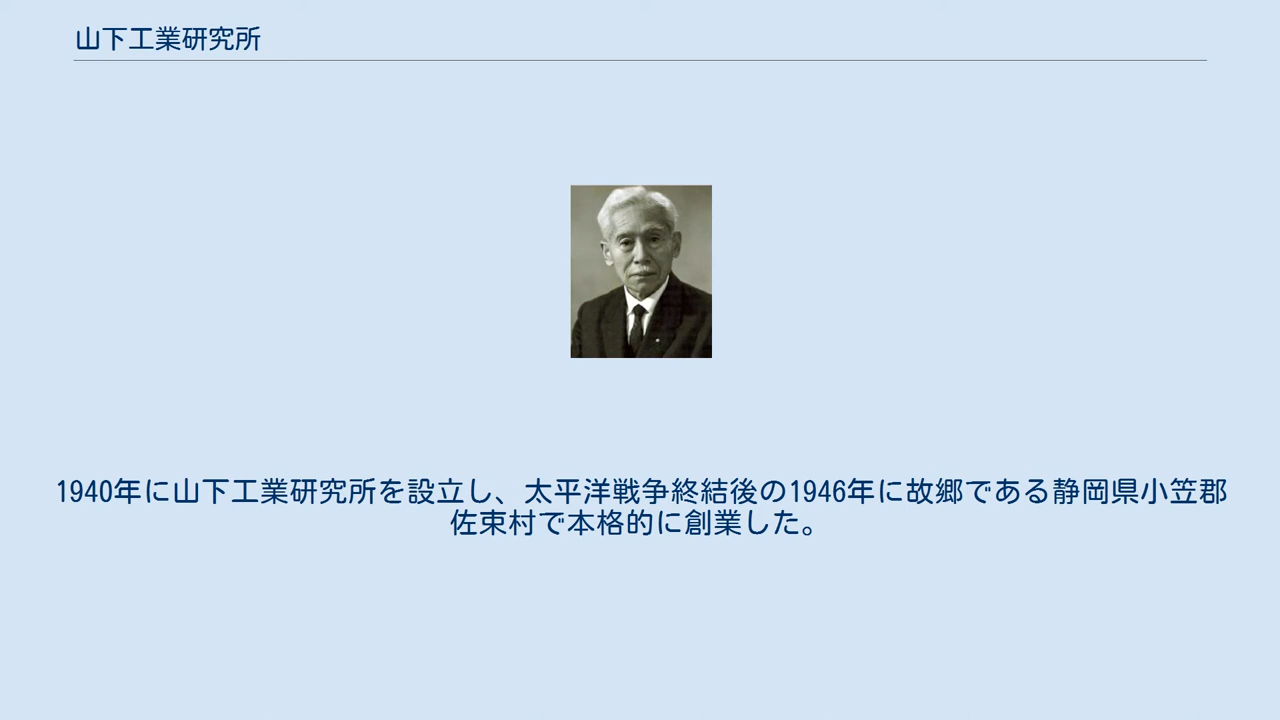 山下工業研究所
1940年に山下工業研究所を設立し、太平洋戦争終結後の1946年に故郷である静岡県小笠郡
佐束村で本格的に創業した。